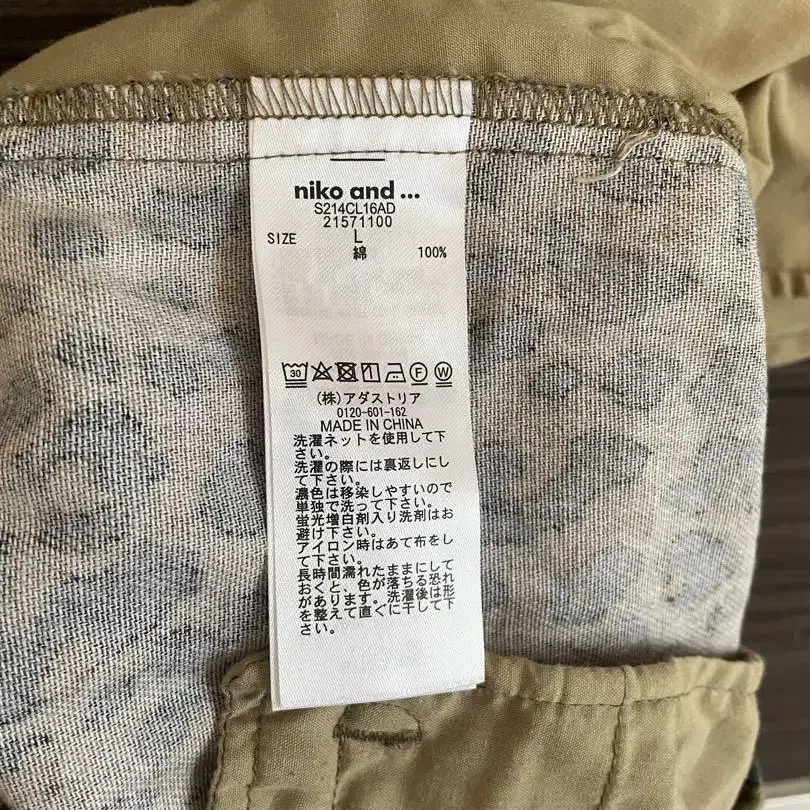 niko and ...
S214CL16AD
21571100
SIZE L
綿 100%
30
F W
(株)アダストリア
0120-601-162
MADE IN CHINA
洗濯ネットを使用して下
さい。
洗濯の際には裏返しにし
て下さい。
濃色は移染しやすいので
単独で洗って下さい。
蛍光増白剤入り洗剤はお
避け下さい。
アイロン時はあて布をし
て下さい。
長時間濡れたままにして
おくと、色が落ちる恐れ
があります。洗濯後は形
を整えて直ぐに干して下
さい。